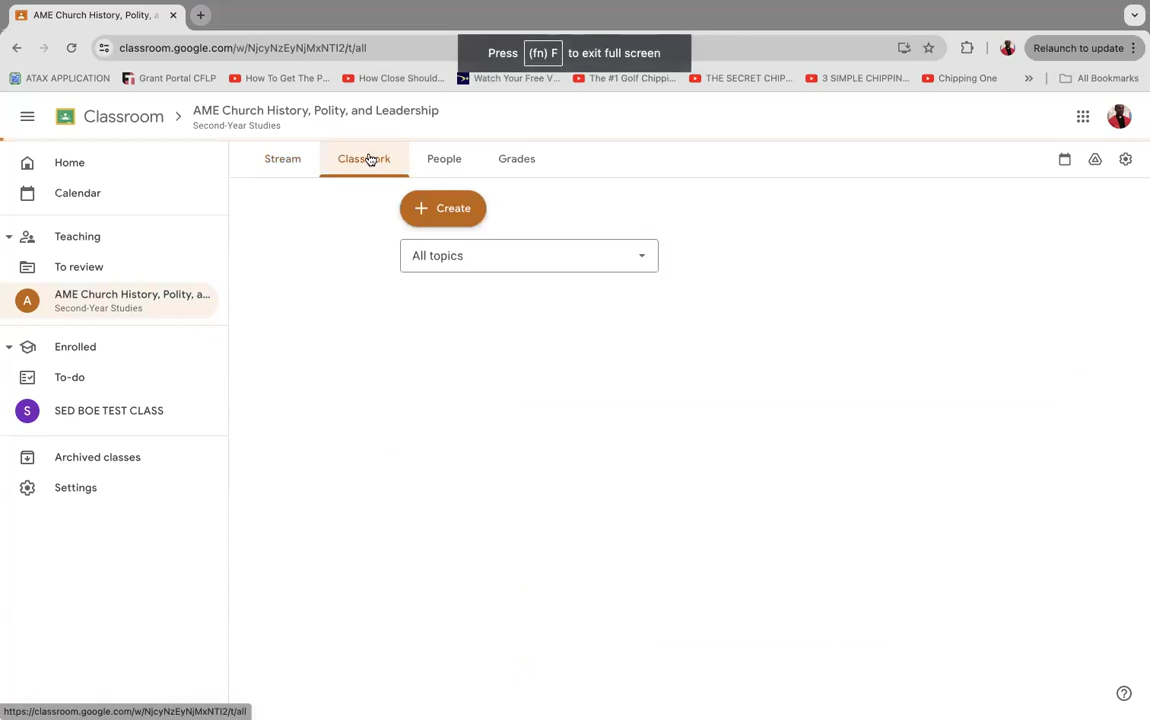 AME Church History, Polity, a
classroom.google.com/w/NjcyNzEyNjMxNTI2/t/all
Press (fn) F to exit full screen
Relaunch to update
ATAX APPLICATION
Grant Portal CFLP
How To Get The P...
How Close Should...
Watch Your Free V...
The #1 Golf Chippi...
THE SECRET CHIP...
3 SIMPLE CHIPPIN...
Chipping One
»
All Bookmarks
Classroom
AME Church History, Polity, and Leadership
Second-Year Studies
Home
Calendar
Teaching
To review
A
AME Church History, Polity, a...
Second-Year Studies
Enrolled
To-do
S
SED BOE TEST CLASS
Archived classes
Settings
Stream
Classwork
People
Grades
+ Create
All topics
https://classroom.google.com/w/NjcyNzEyNjMxNTI2/t/all